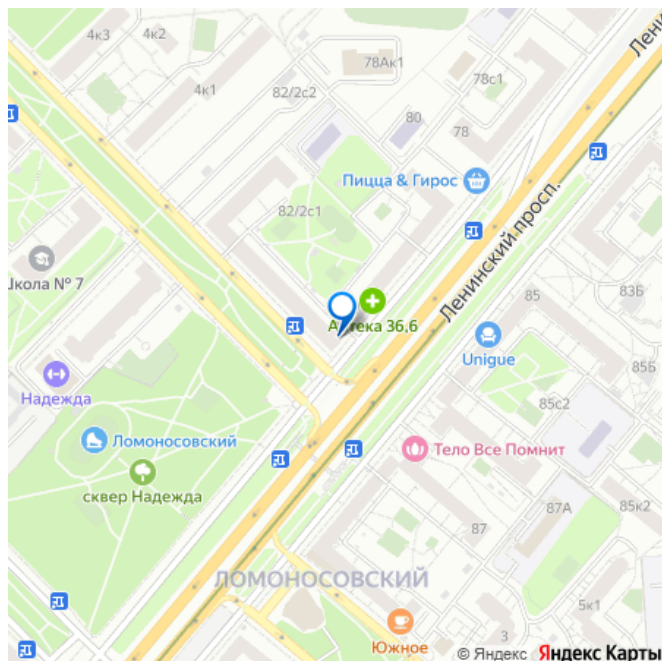 4к3
4к2
78Ак1
78с1
4к1
82/2с2
80
78
Пицца & Гирос
82/2с1
Ленинский просп.
83Б
85
Школа № 7
Аптека 36,6
Unigue
85Б
Надежда
85с2
Ломоносовский
Тело Все Помнит
сквер Надежда
87А
85к2
87
ЛОМОНОСОВСКИЙ
5к1
3
Южное
© Яндекс Яндекс Карты